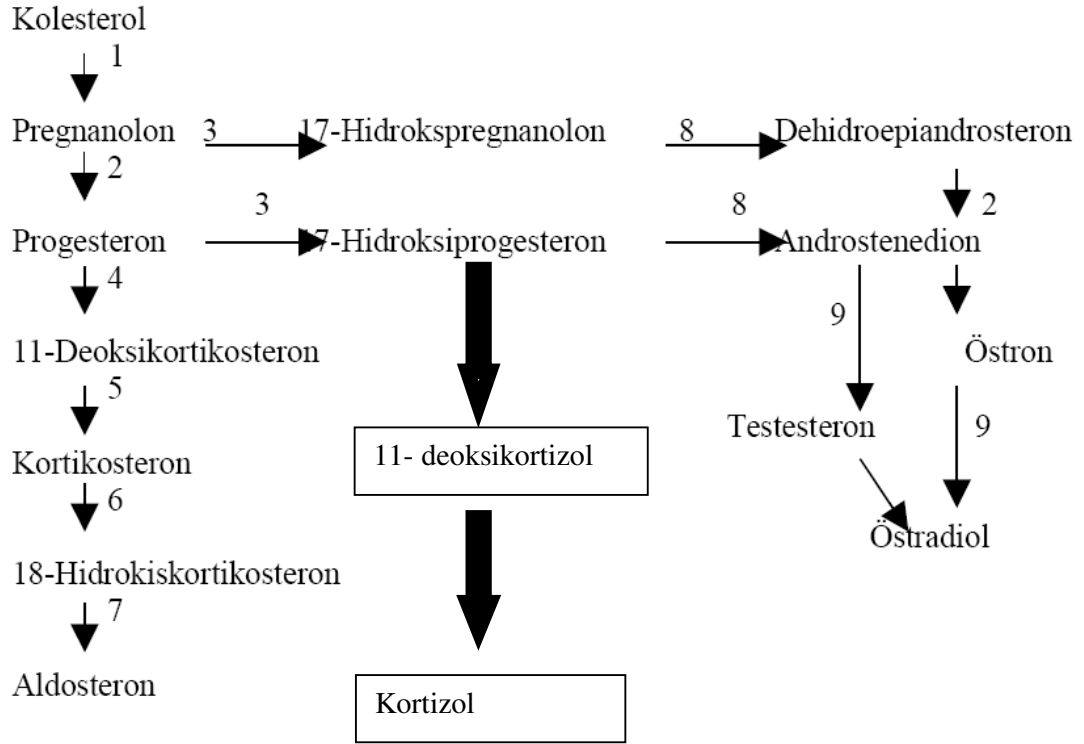 Kolesterol
1
Pregnanolon 3 17-Hidrokspregnanolon 8 Dehidroepiandrosteron
2 2
3 8
Progesteron 17-Hidroksiprogesteron Androstenedion
4
9
11-Deoksikortikosteron Östron
5
Testesteron 9
11- deoksikortizol
Kortikosteron
6
Östradiol
18-Hidrokiskortikosteron
7
Aldosteron
Kortizol